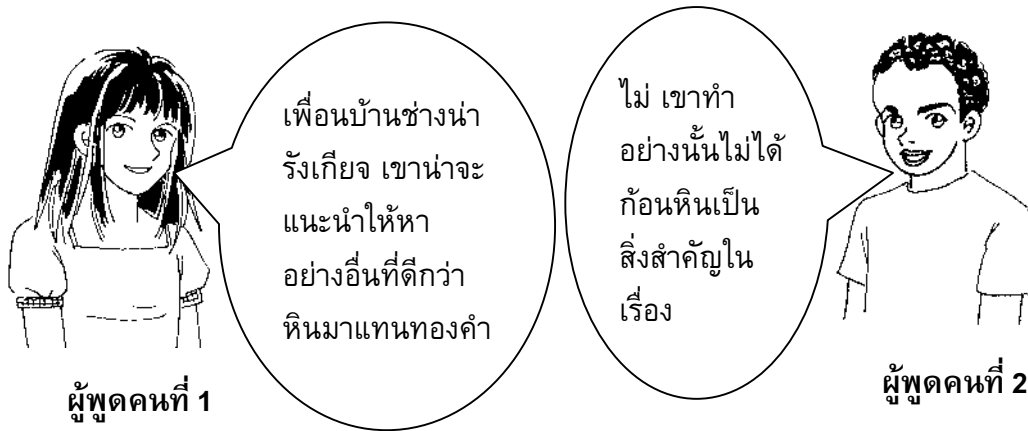 เพื่อนบ้านช่างน่า
รังเกียจ เขาน่าจะ
แนะนำให้หา
อย่างอื่นที่ดีกว่า
หินมาแทนทองคำ
ผู้พูดคนที่ 1
ไม่ เขาทำ
อย่างนั้นไม่ได้
ก้อนหินเป็น
สิ่งสำคัญใน
เรื่อง
ผู้พูดคนที่ 2